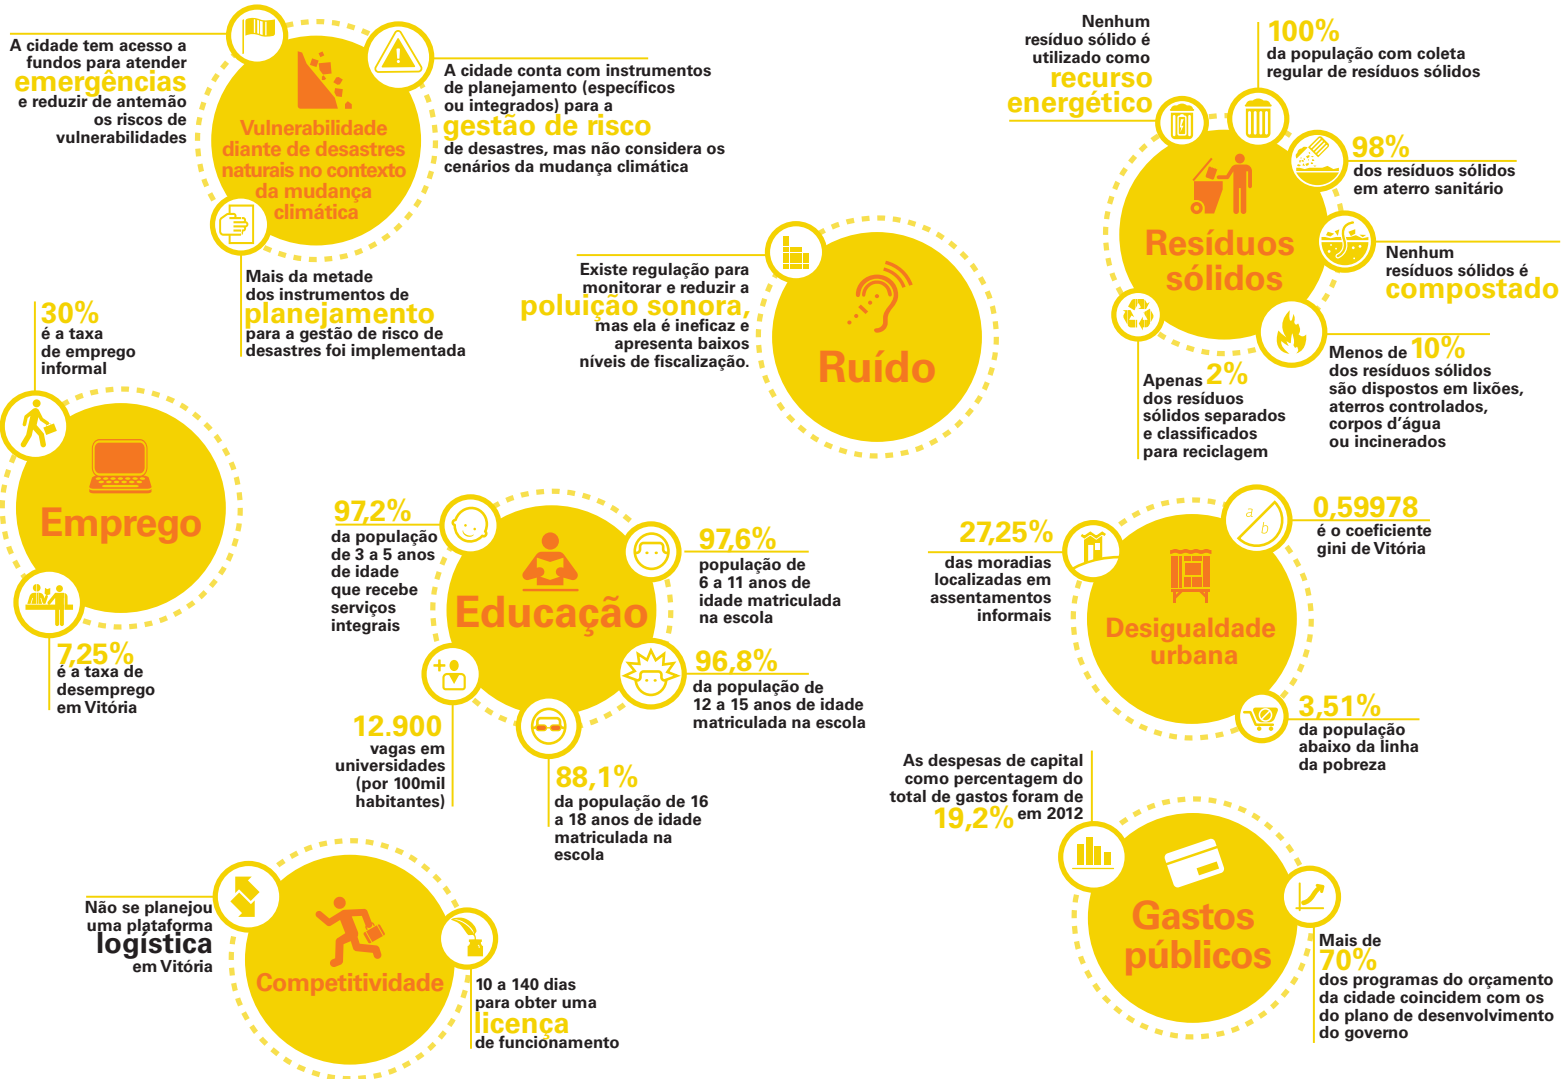 A cidade tem acesso a
fundos para atender
emergências
e reduzir de antemão
os riscos de
vulnerabilidades
Vulnerabilidade
diante de desastres
naturais no contexto
da mudança
climática
A cidade conta com instrumentos
de planejamento (específicos
ou integrados) para a
gestão de risco
de desastres, mas não considera os
cenários da mudança climática
Mais da metade
dos instrumentos de
planejamento
para a gestão de risco de
desastres foi implementada
Existe regulação para
monitorar e reduzir a
poluição sonora,
mas ela é ineficaz e
apresenta baixos
níveis de fiscalização.
Ruído
Nenhum
resíduo sólido é
utilizado como
recurso
energético
100%
da população com coleta
regular de resíduos sólidos
98%
dos resíduos sólidos
em aterro sanitário
Resíduos
sólidos
Nenhum
resíduos sólidos é
compostado
Menos de 10%
dos resíduos sólidos
são dispostos em lixões,
aterros controlados,
corpos d'água
ou incinerados
Apenas 2%
dos resíduos
sólidos separados
e classificados
para reciclagem
30%
é a taxa
de emprego
informal
Emprego
7,25%
é a taxa de
desemprego
em Vitória
97,2%
da população
de 3 a 5 anos
de idade
que recebe
serviços
integrais
Educação
97,6%
população de
6 a 11 anos de
idade matriculada
na escola
96,8%
da população de
12 a 15 anos de idade
matriculada na escola
12.900
vagas em
universidades
(por 100mil
habitantes)
88,1%
da população de 16
a 18 anos de idade
matriculada na
escola
27,25%
das moradias
localizadas em
assentamentos
informais
a
b
0,59978
é o coeficiente
gini de Vitória
Desigualdade
urbana
3,51%
da população
abaixo da linha
da pobreza
As despesas de capital
como percentagem do
total de gastos foram de
19,2% em 2012
Gastos
públicos
Mais de
70%
dos programas do orçamento
da cidade coincidem com os
do plano de desenvolvimento
do governo
Não se planejou
uma plataforma
logística
em Vitória
Competitividade
10 a 140 dias
para obter uma
licença
de funcionamento